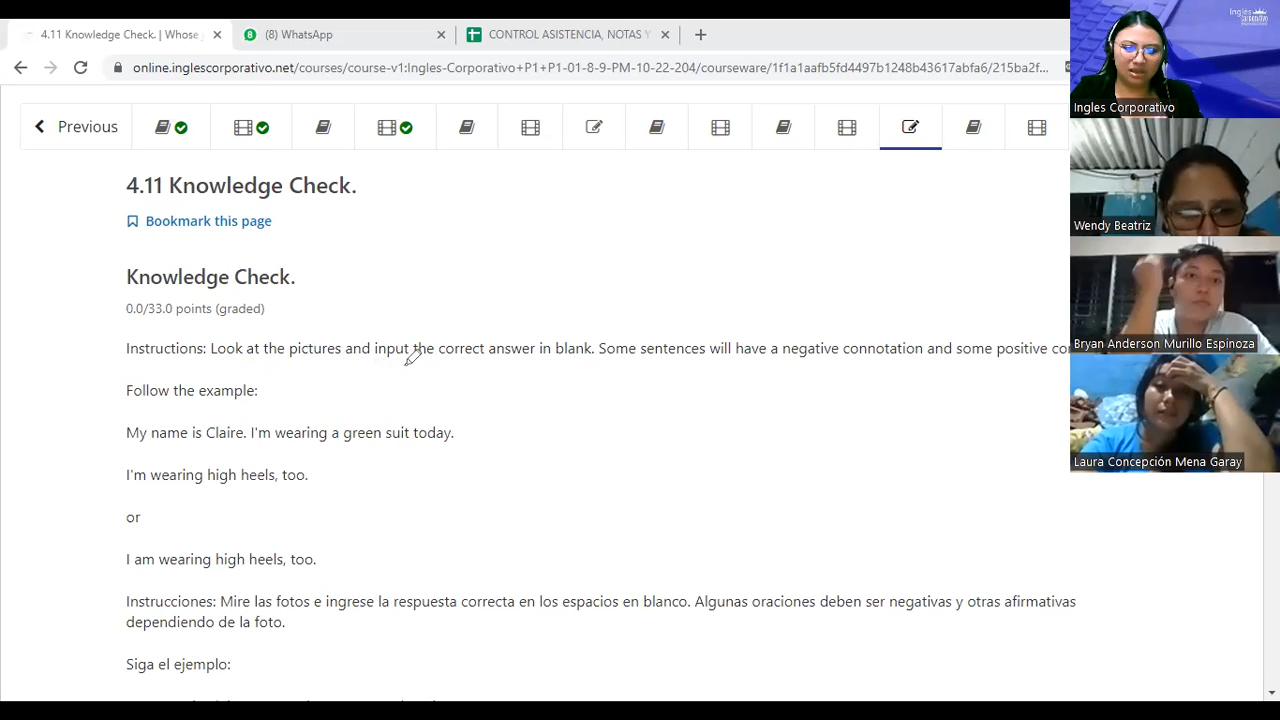 4.11 Knowledge Check. | Whose
(8) WhatsApp
CONTROL ASISTENCIA, NOTAS Y
online.inglescorporativo.net/courses/course-v1:Ingles-Corporativo+P1+P1-01-8-9-PM-10-22-204/courseware/1f1a1aafb5fd4497b1248b43617abfa6/215ba2f...
Previous
4.11 Knowledge Check.
Bookmark this page
Knowledge Check.
0.0/33.0 points (graded)
Instructions: Look at the pictures and input the correct answer in blank. Some sentences will have a negative connotation and some positive
Follow the example:
My name is Claire. I'm wearing a green suit today.
I'm wearing high heels, too.
or
I am wearing high heels, too.
Instrucciones: Mire las fotos e ingrese la respuesta correcta en los espacios en blanco. Algunas oraciones deben ser negativas y otras afirmativas
dependiendo de la foto.
Siga el ejemplo:
Ingles Corporativo
Wendy Beatriz
Bryan Anderson Murillo Espinoza
Laura Concepción Mena Garay